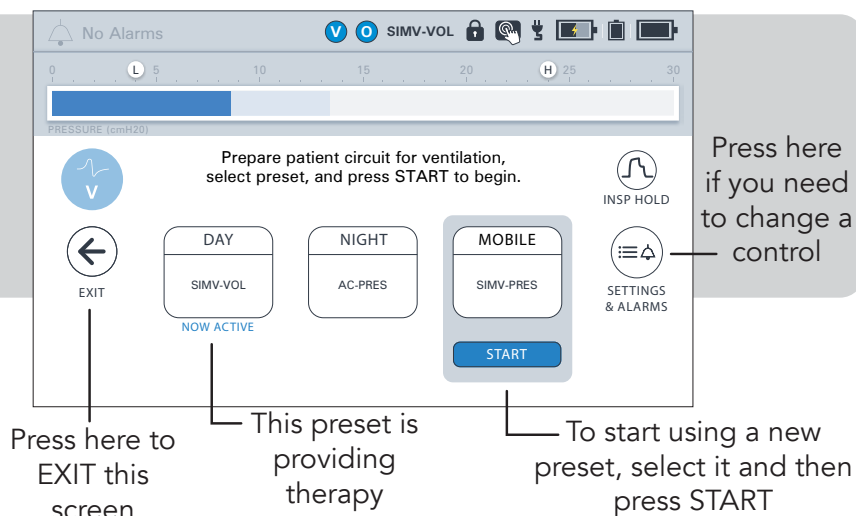 No Alarms
V O SIMV-VOL
0 L 5 10 15 20 H 25 30
PRESSURE (cmH20)
V
Prepare patient circuit for ventilation,
select preset, and press START to begin.
INSP HOLD
EXIT
DAY
SIMV-VOL
NOW ACTIVE
NIGHT
AC-PRES
MOBILE
SIMV-PRES
START
SETTINGS
& ALARMS
Press here
if you need
to change a
control
Press here to
EXIT this
screen
This preset is
providing
therapy
To start using a new
preset, select it and then
press START